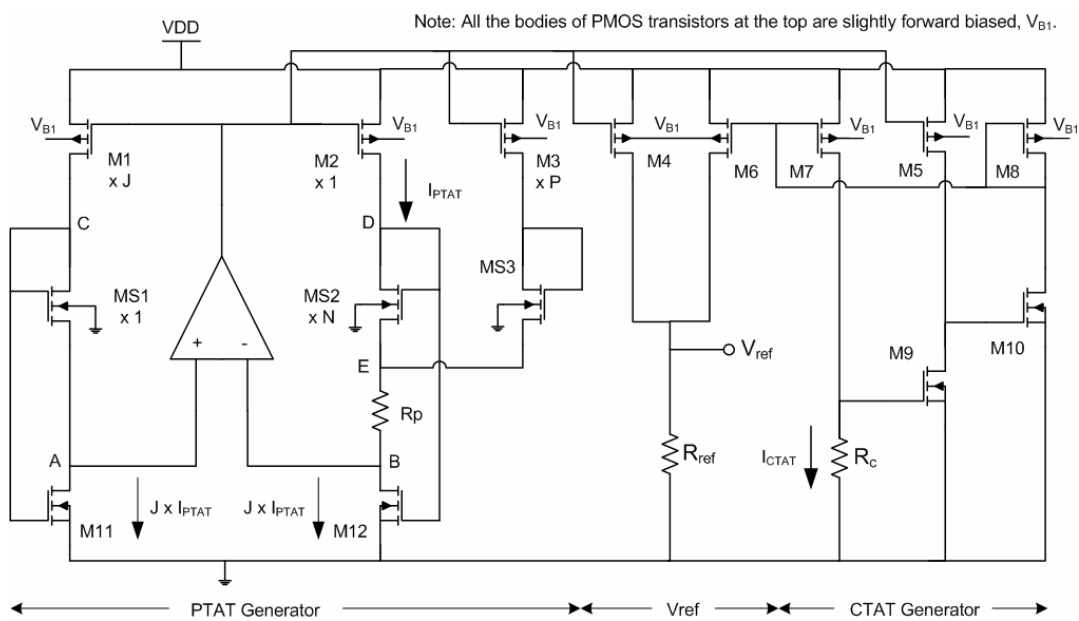 Note: All the bodies of PMOS transistors at the top are slightly forward biased, VB1.
VDD
VB1
VB1
VB1
VB1
VB1
VB1
VB1
M1
x J
M2
x 1
M3
x P
M4
M6
M7
M5
M8
IPTAT
C
D
MS1
x 1
MS2
x N
MS3
+
-
E
Rp
Vref
M9
M10
A
B
Rref
ICTAT
Rc
J x IPTAT
J x IPTAT
M11
M12
PTAT Generator
Vref
CTAT Generator